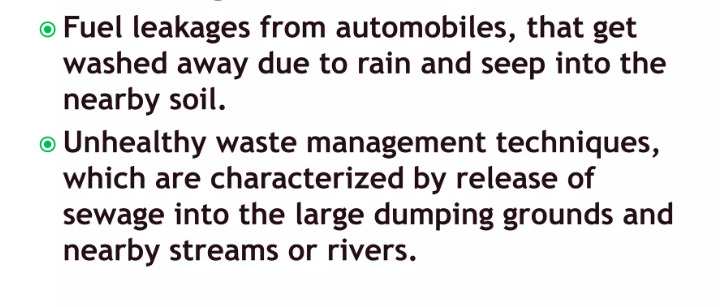 Fuel leakages from automobiles, that get
washed away due to rain and seep into the
nearby soil.
Unhealthy waste management techniques,
which are characterized by release of
sewage into the large dumping grounds and
nearby streams or rivers.